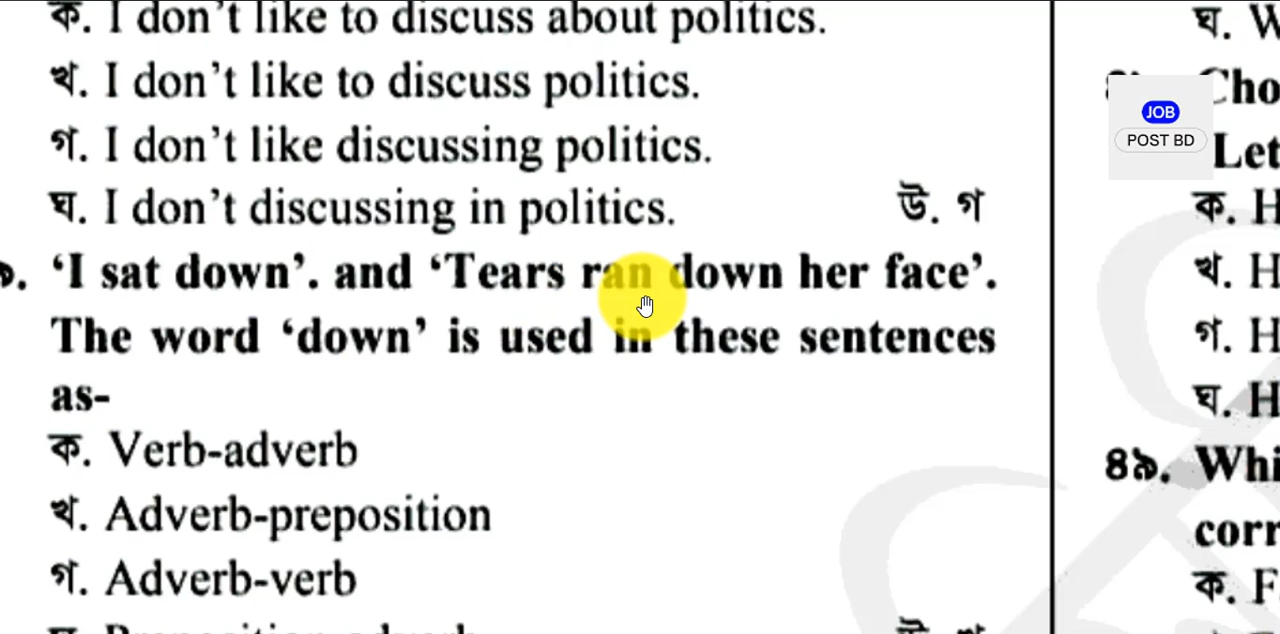 ক. I don't like to discuss about politics.
খ. I don't like to discuss politics.
গ. I don't like discussing politics.
ঘ. I don't discussing in politics. উ. গ
'I sat down'. and 'Tears ran down her face'.
The word 'down' is used in these sentences
as-
ক. Verb-adverb
খ. Adverb-preposition
গ. Adverb-verb
ঘ. Preposition-adverb উ. গ
ঘ. W
Cho
JOB
POST BD
Let
ক. H
খ. H
গ. H
ঘ. H
৪৯. Whi
corr
ক. F